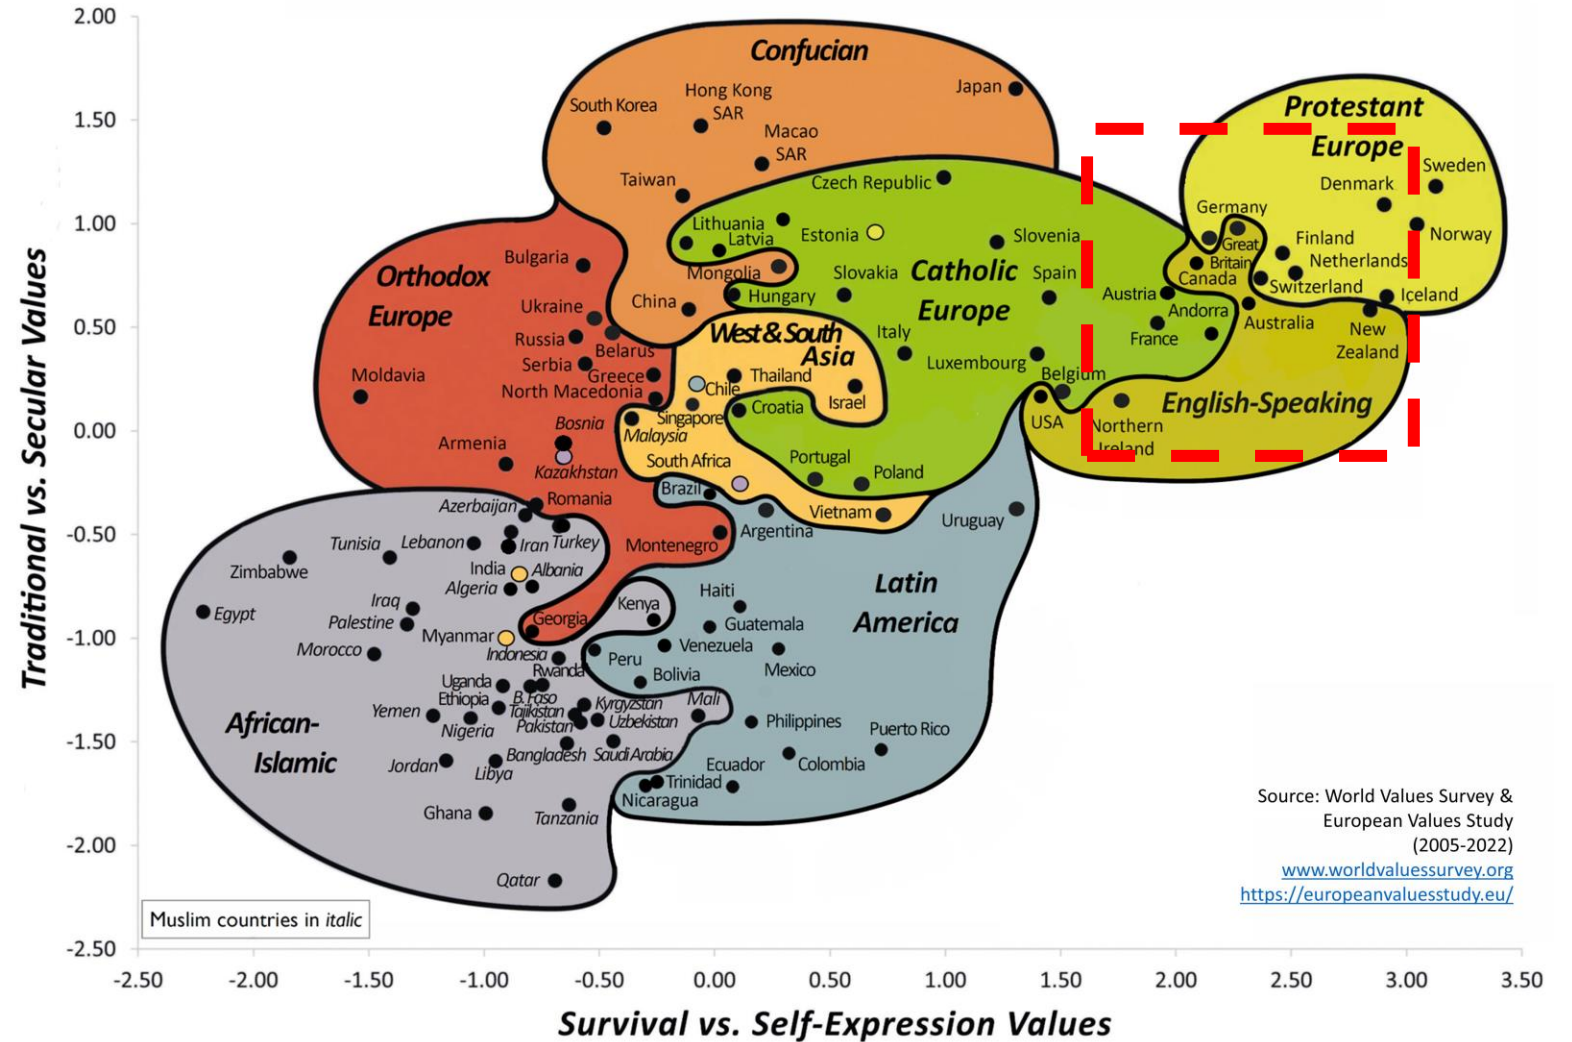 2.00
1.50
1.00
0.50
0.00
-0.50
-1.00
-1.50
-2.00
-2.50
Traditional vs. Secular Values
Confucian
Japan
South Korea
Hong Kong
SAR
Macao
SAR
Taiwan
Protestant
Europe
Sweden
Denmark
Norway
Germany
Great
Britain
Finland
Netherlands
Canada
Switzerland
Iceland
Czech Republic
Lithuania
Latvia
Estonia
Slovenia
Mongolia
Slovakia
Catholic
Europe
Spain
Hungary
China
Austria
Andorra
France
Australia
New
Zealand
Italy
Luxembourg
Belgium
English-Speaking
USA
Northern
Ireland
Orthodox
Europe
Bulgaria
Ukraine
Russia
Belarus
Serbia
Greece
North Macedonia
Moldavia
West & South
Asia
Thailand
Chile
Israel
Singapore
Croatia
Malaysia
Bosnia
Armenia
Kazakhstan
South Africa
Portugal
Poland
Brazil
Vietnam
Argentina
Uruguay
Romania
Azerbaijan
Montenegro
Tunisia
Lebanon
Iran
Turkey
Zimbabwe
India
Albania
Algeria
Egypt
Iraq
Palestine
Georgia
Kenya
Haiti
Guatemala
Latin
America
Myanmar
Morocco
Indonesia
Peru
Venezuela
Mexico
Rwanda
Bolivia
Uganda
Ethiopia
B. Faso
Kyrgyzstan
Mali
Yemen
Nigeria
Tajikistan
Pakistan
Uzbekistan
Philippines
Puerto Rico
African-
Islamic
Bangladesh
Saudi Arabia
Jordan
Libya
Ecuador
Colombia
Trinidad
Nicaragua
Ghana
Tanzania
Qatar
Source: World Values Survey &
European Values Study
(2005-2022)
www.worldvaluessurvey.org
https://europeanvaluesstudy.eu/
Muslim countries in italic
-2.50 -2.00 -1.50 -1.00 -0.50 0.00 0.50 1.00 1.50 2.00 2.50 3.00 3.50
Survival vs. Self-Expression Values